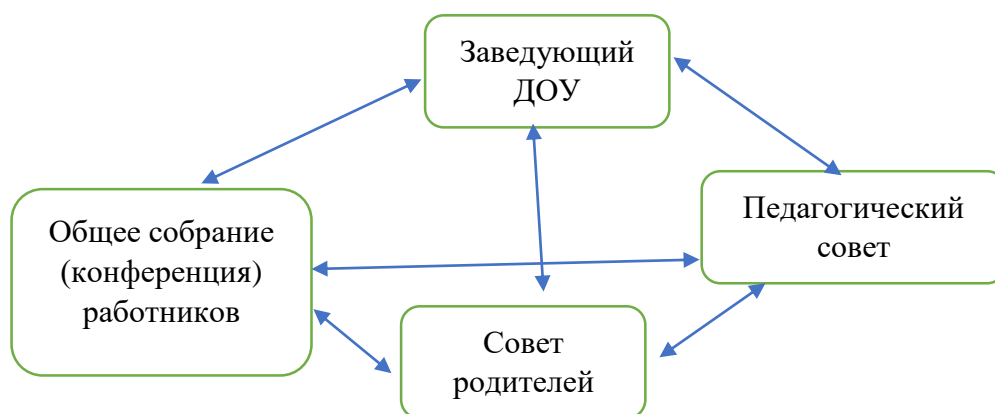 Заведующий
ДОУ
Общее собрание
(конференция)
работников
Педагогический
совет
Совет
родителей